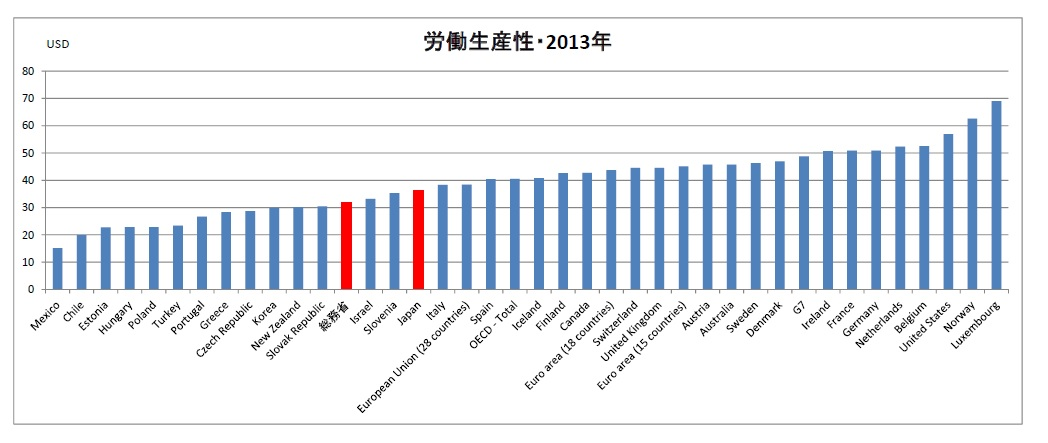 労働生産性・2013年
USD
80
70
60
50
40
30
20
10
0
Mexico
Chile
Estonia
Hungary
Poland
Turkey
Portugal
Greece
Czech Republic
Korea
New Zealand
Slovak Republic
総務省
Israel
Slovenia
Japan
Italy
European Union (28 countries)
Spain
OECD - Total
Iceland
Finland
Canada
Euro area (18 countries)
Switzerland
United Kingdom
Euro area (15 countries)
Austria
Australia
Sweden
Denmark
G7
Ireland
France
Germany
Netherlands
Belgium
United States
Norway
Luxembourg